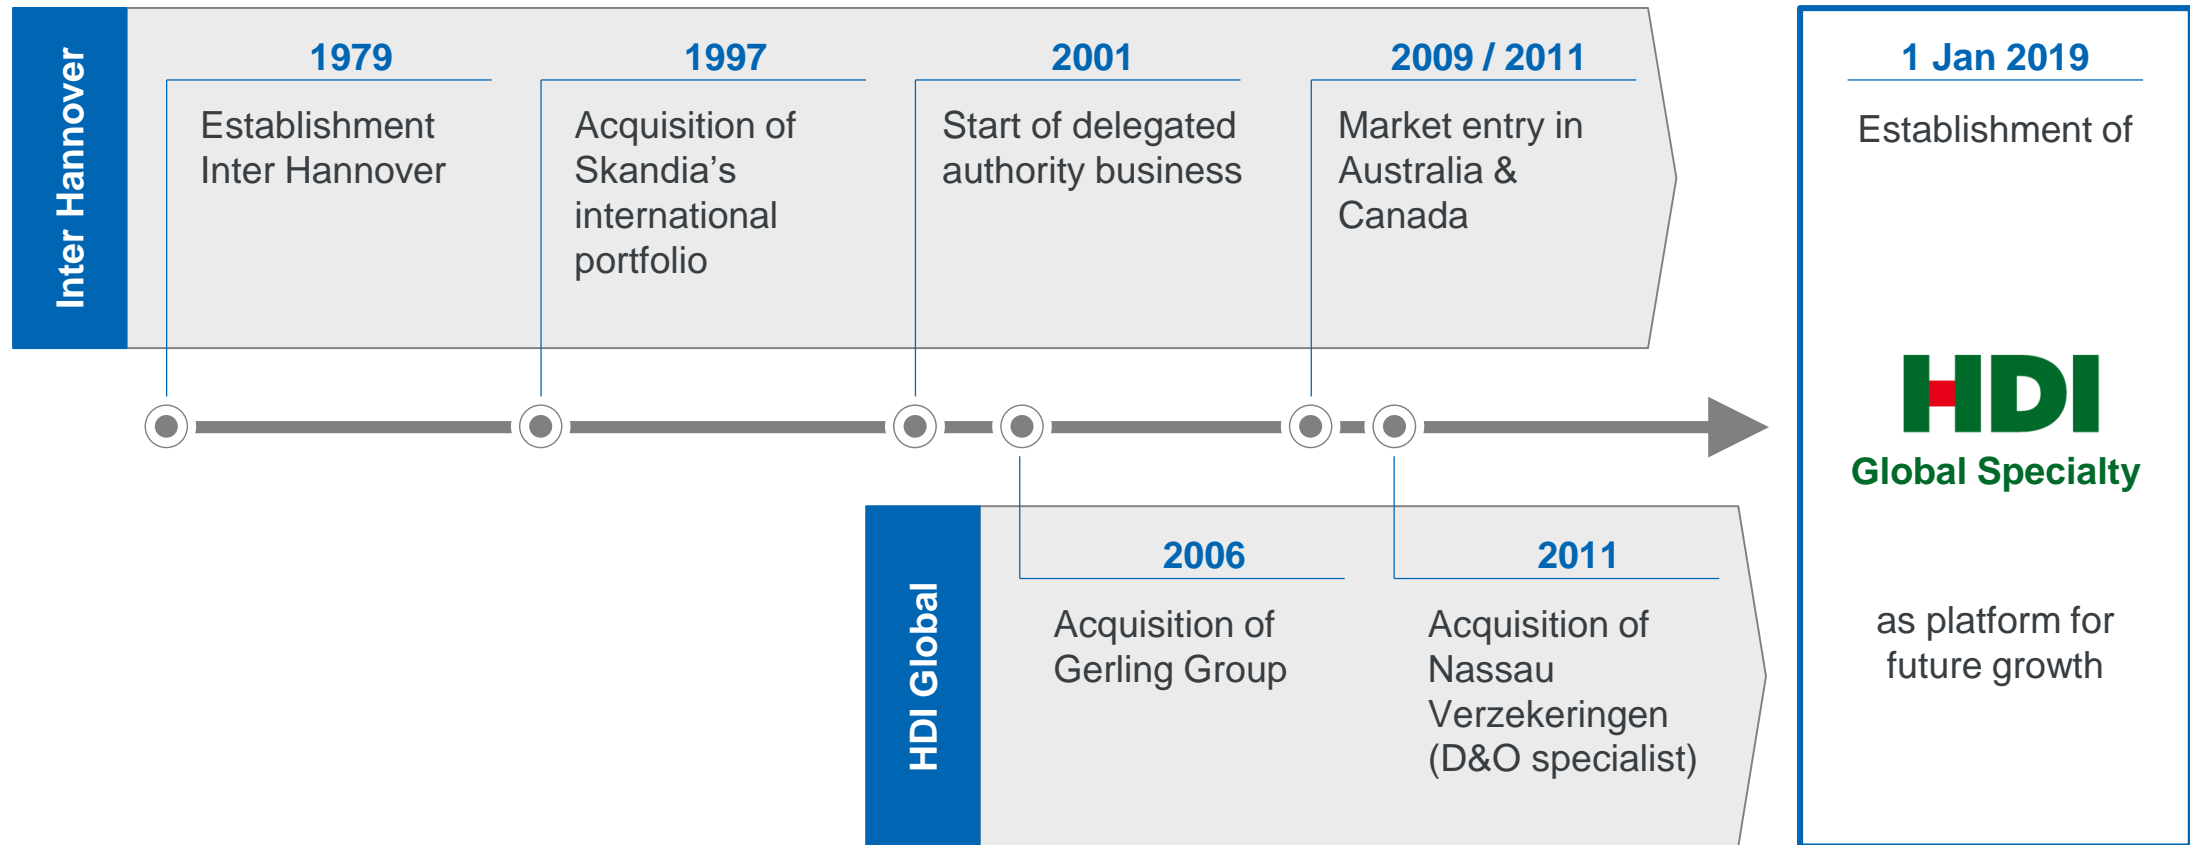 Inter Hannover
1979
Establishment
Inter Hannover
1997
Acquisition of
Skandia’s
international
portfolio
2001
Start of delegated
authority business
2009 / 2011
Market entry in
Australia &
Canada
HDI Global
2006
Acquisition of
Gerling Group
2011
Acquisition of
Nassau
Verzekeringen
(D&O specialist)
1 Jan 2019
Establishment of
HDI
Global Specialty
as platform for
future growth